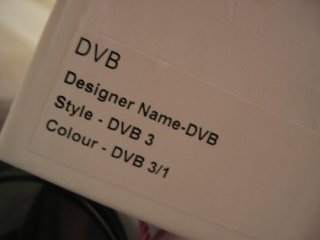 DVB
Designer Name-DVB
Style - DVB 3
Colour - DVB 3/1